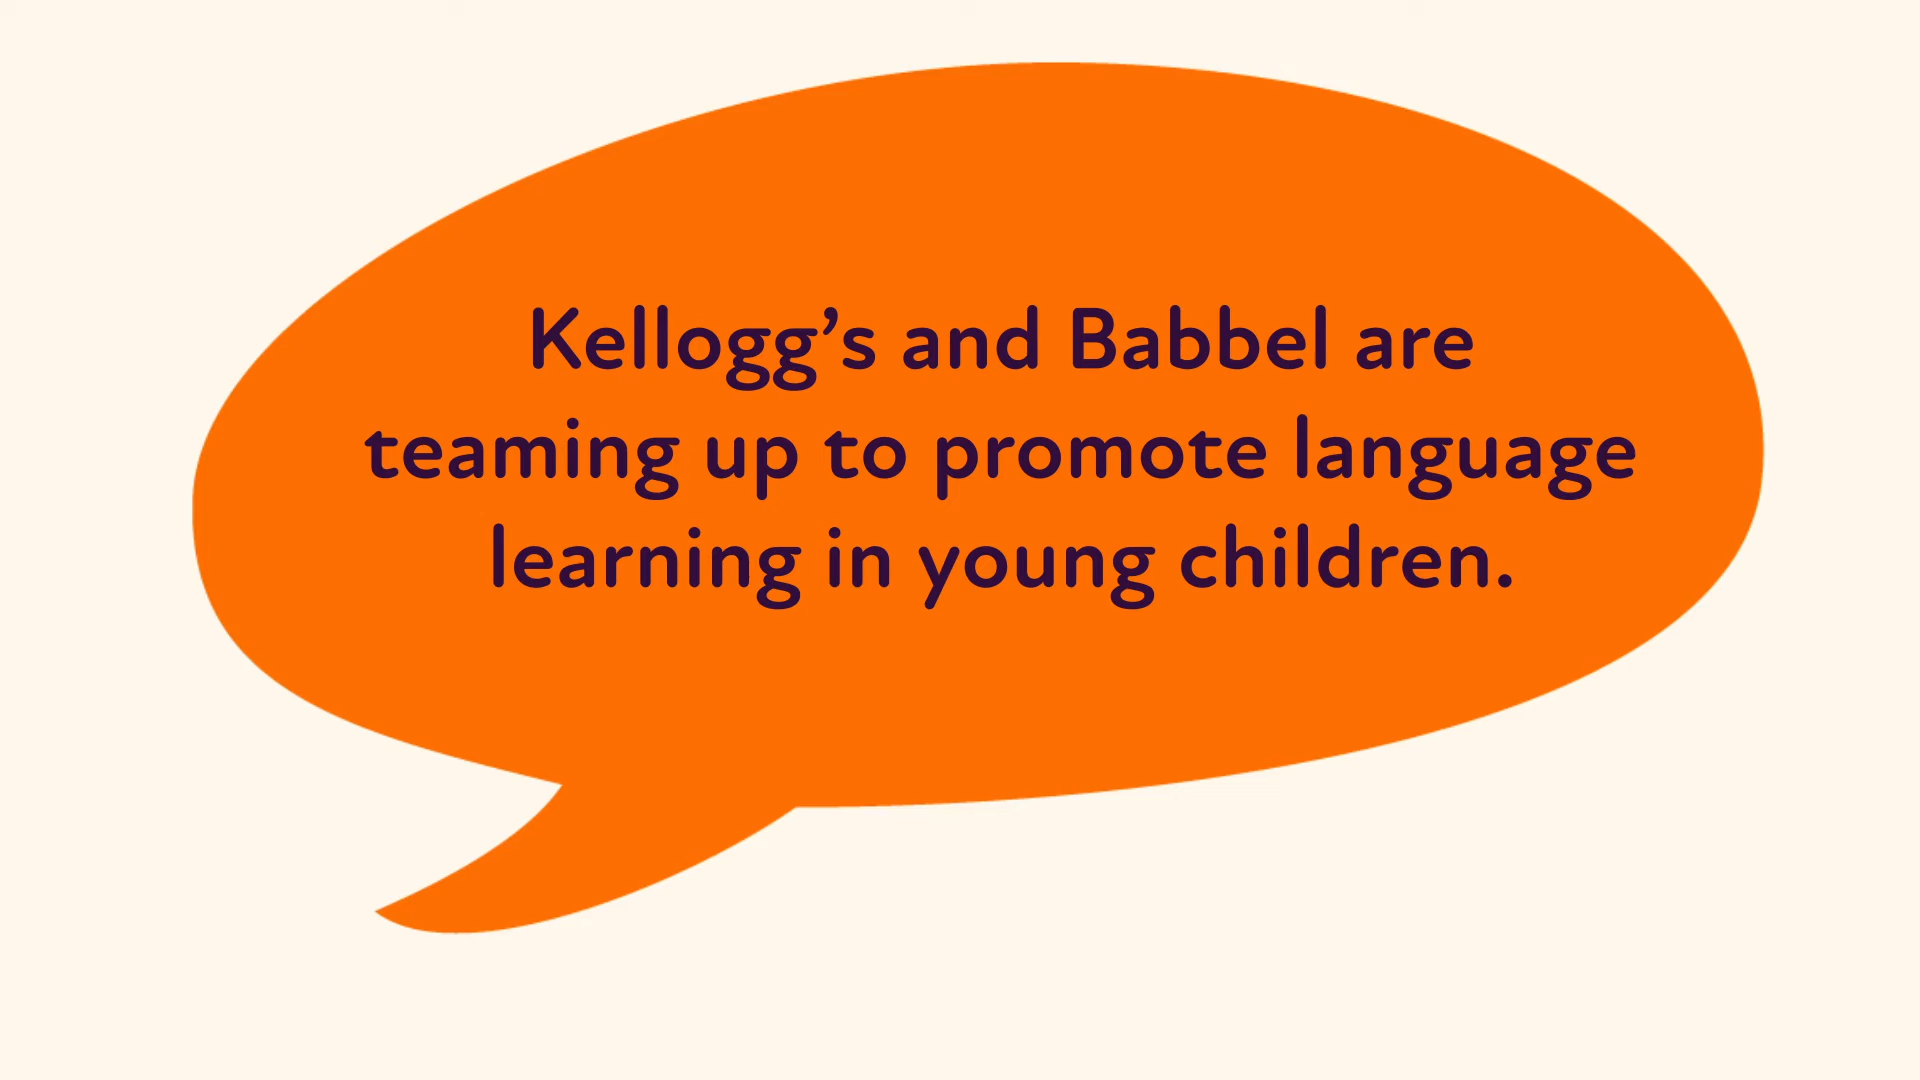 Kellogg’s and Babbel are
teaming up to promote language
learning in young children.